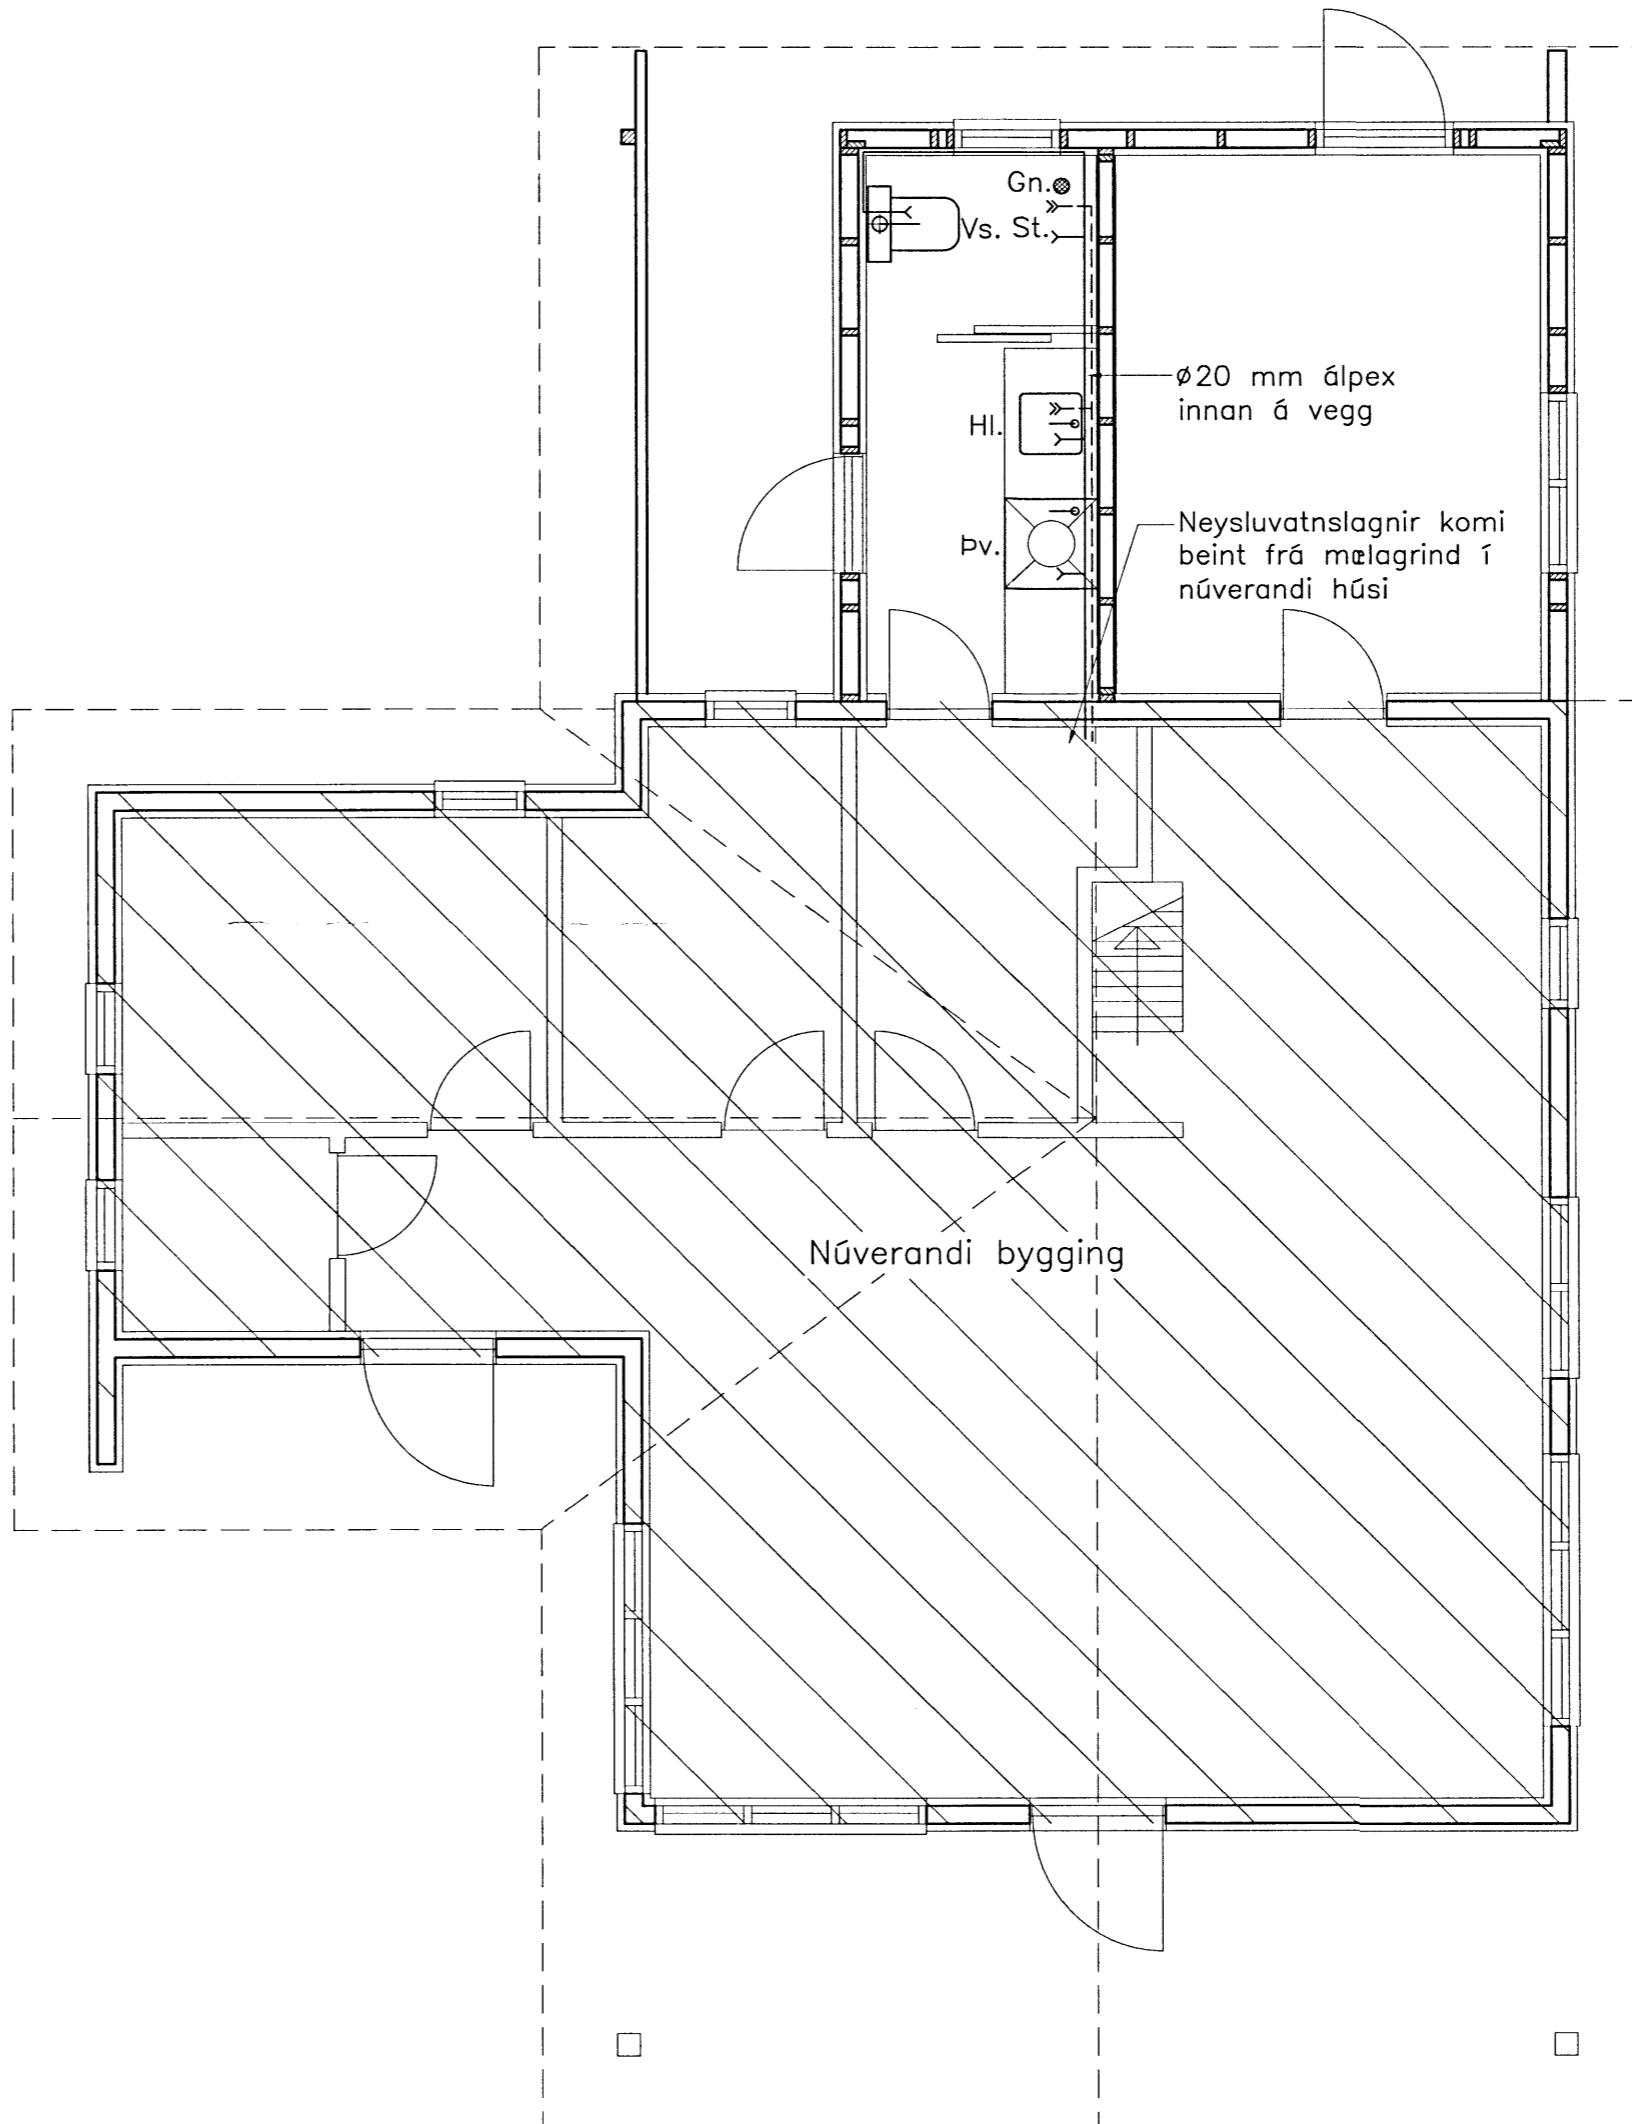 Gn.
Vs. St.
ø20 mm álpex
innan á vegg
Hl.
Neysluvatnslagnir komi
beint frá mælagrind í
núverandi húsi
Þv.
Núverandi bygging